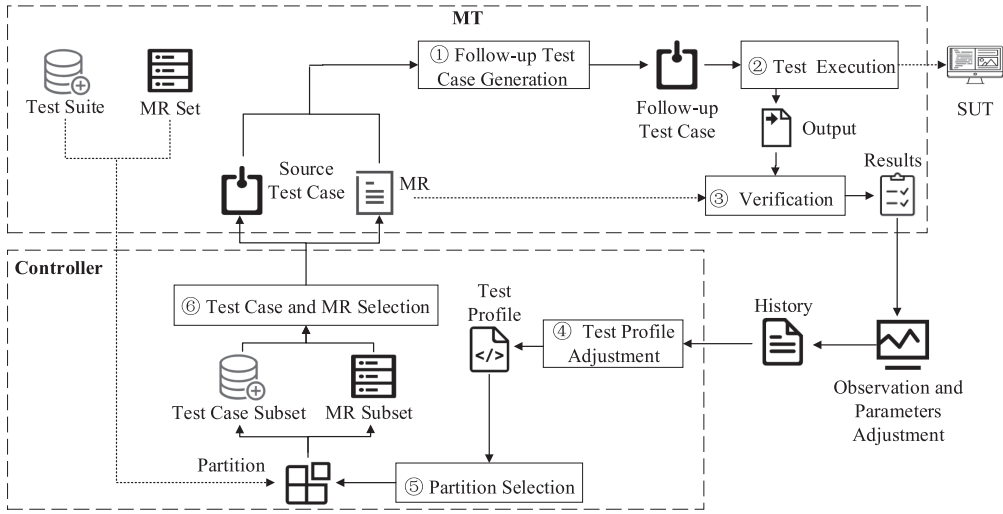 MT
Test Suite
MR Set
① Follow-up Test
Case Generation
Follow-up
Test Case
② Test Execution
SUT
Output
Source
Test Case
MR
③ Verification
Results
Controller
⑥ Test Case and MR Selection
Test
Profile
④ Test Profile
Adjustment
History
Observation and
Parameters
Adjustment
Test Case Subset
MR Subset
Partition
⑤ Partition Selection